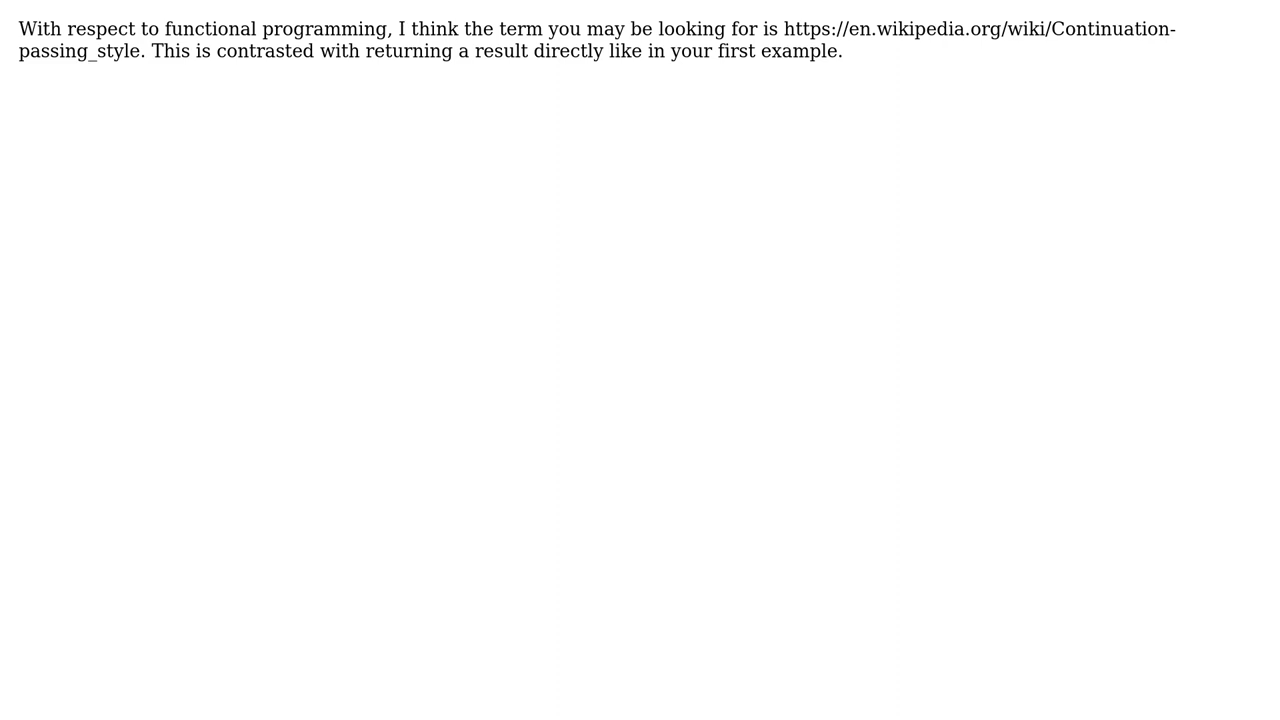 With respect to functional programming, I think the term you may be looking for is https://en.wikipedia.org/wiki/Continuation-
passing_style. This is contrasted with returning a result directly like in your first example.